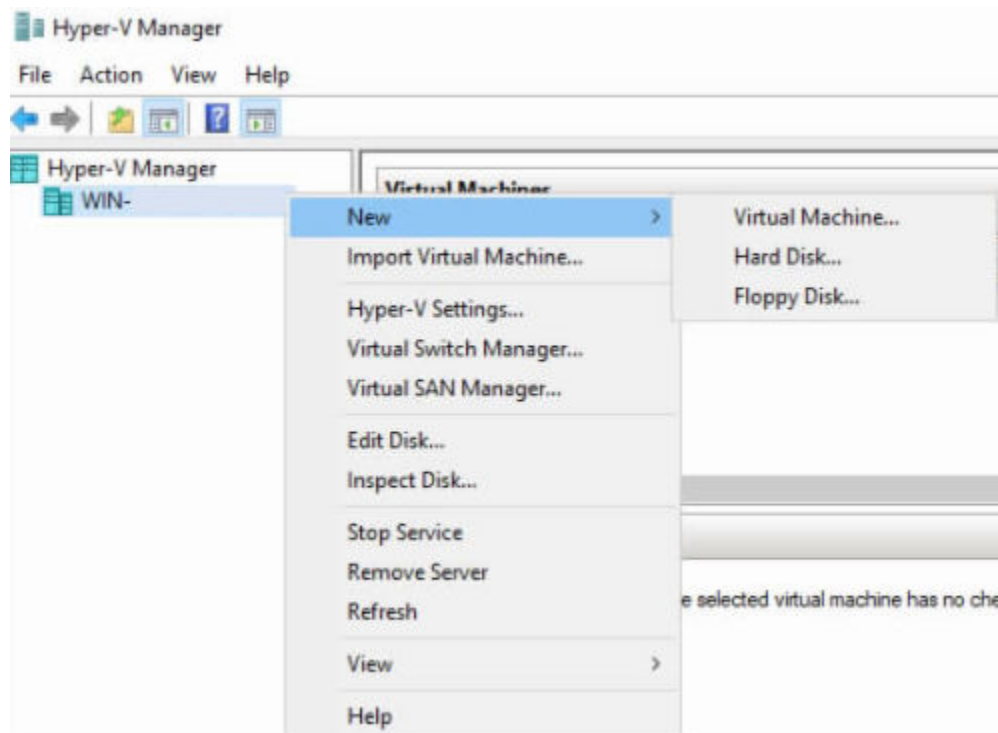 Hyper-V Manager
File Action View Help
Hyper-V Manager
WIN-
Virtual Machines
New
Virtual Machine...
Import Virtual Machine...
Hard Disk...
Floppy Disk...
Hyper-V Settings...
Virtual Switch Manager...
Virtual SAN Manager...
Edit Disk...
Inspect Disk...
Stop Service
Remove Server
Refresh
e selected virtual machine has no che
View
Help